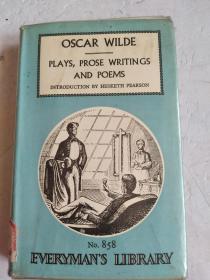 OSCAR WILDE
PLAYS, PROSE WRITINGS
AND POEMS
INTRODUCTION BY HESKETH PEARSON
No. 858
EVERYMAN'S LIBRARY